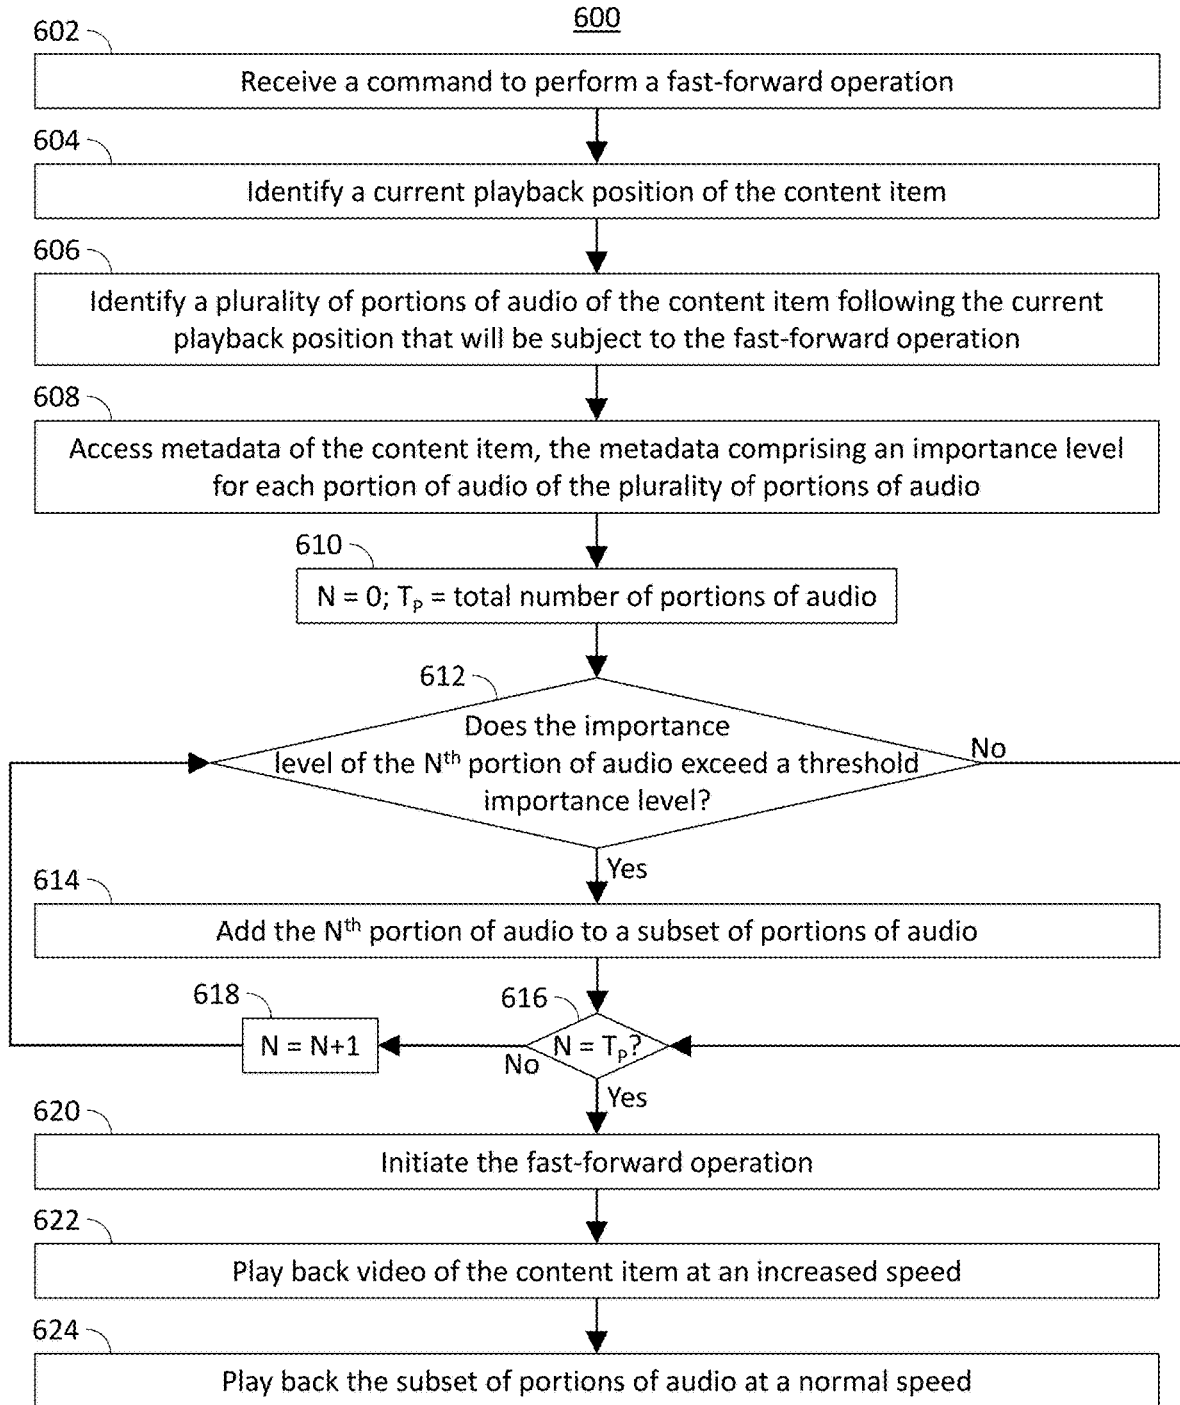 600
602
Receive a command to perform a fast-forward operation
604
Identify a current playback position of the content item
606
Identify a plurality of portions of audio of the content item following the current
playback position that will be subject to the fast-forward operation
608
Access metadata of the content item, the metadata comprising an importance level
for each portion of audio of the plurality of portions of audio
610
N = 0; Tₚ = total number of portions of audio
612
Does the importance
level of the Nᵗʰ portion of audio exceed a threshold
importance level?
No
Yes
614
Add the Nᵗʰ portion of audio to a subset of portions of audio
618
N = N+1
616
N = Tₚ?
No
Yes
620
Initiate the fast-forward operation
622
Play back video of the content item at an increased speed
624
Play back the subset of portions of audio at a normal speed